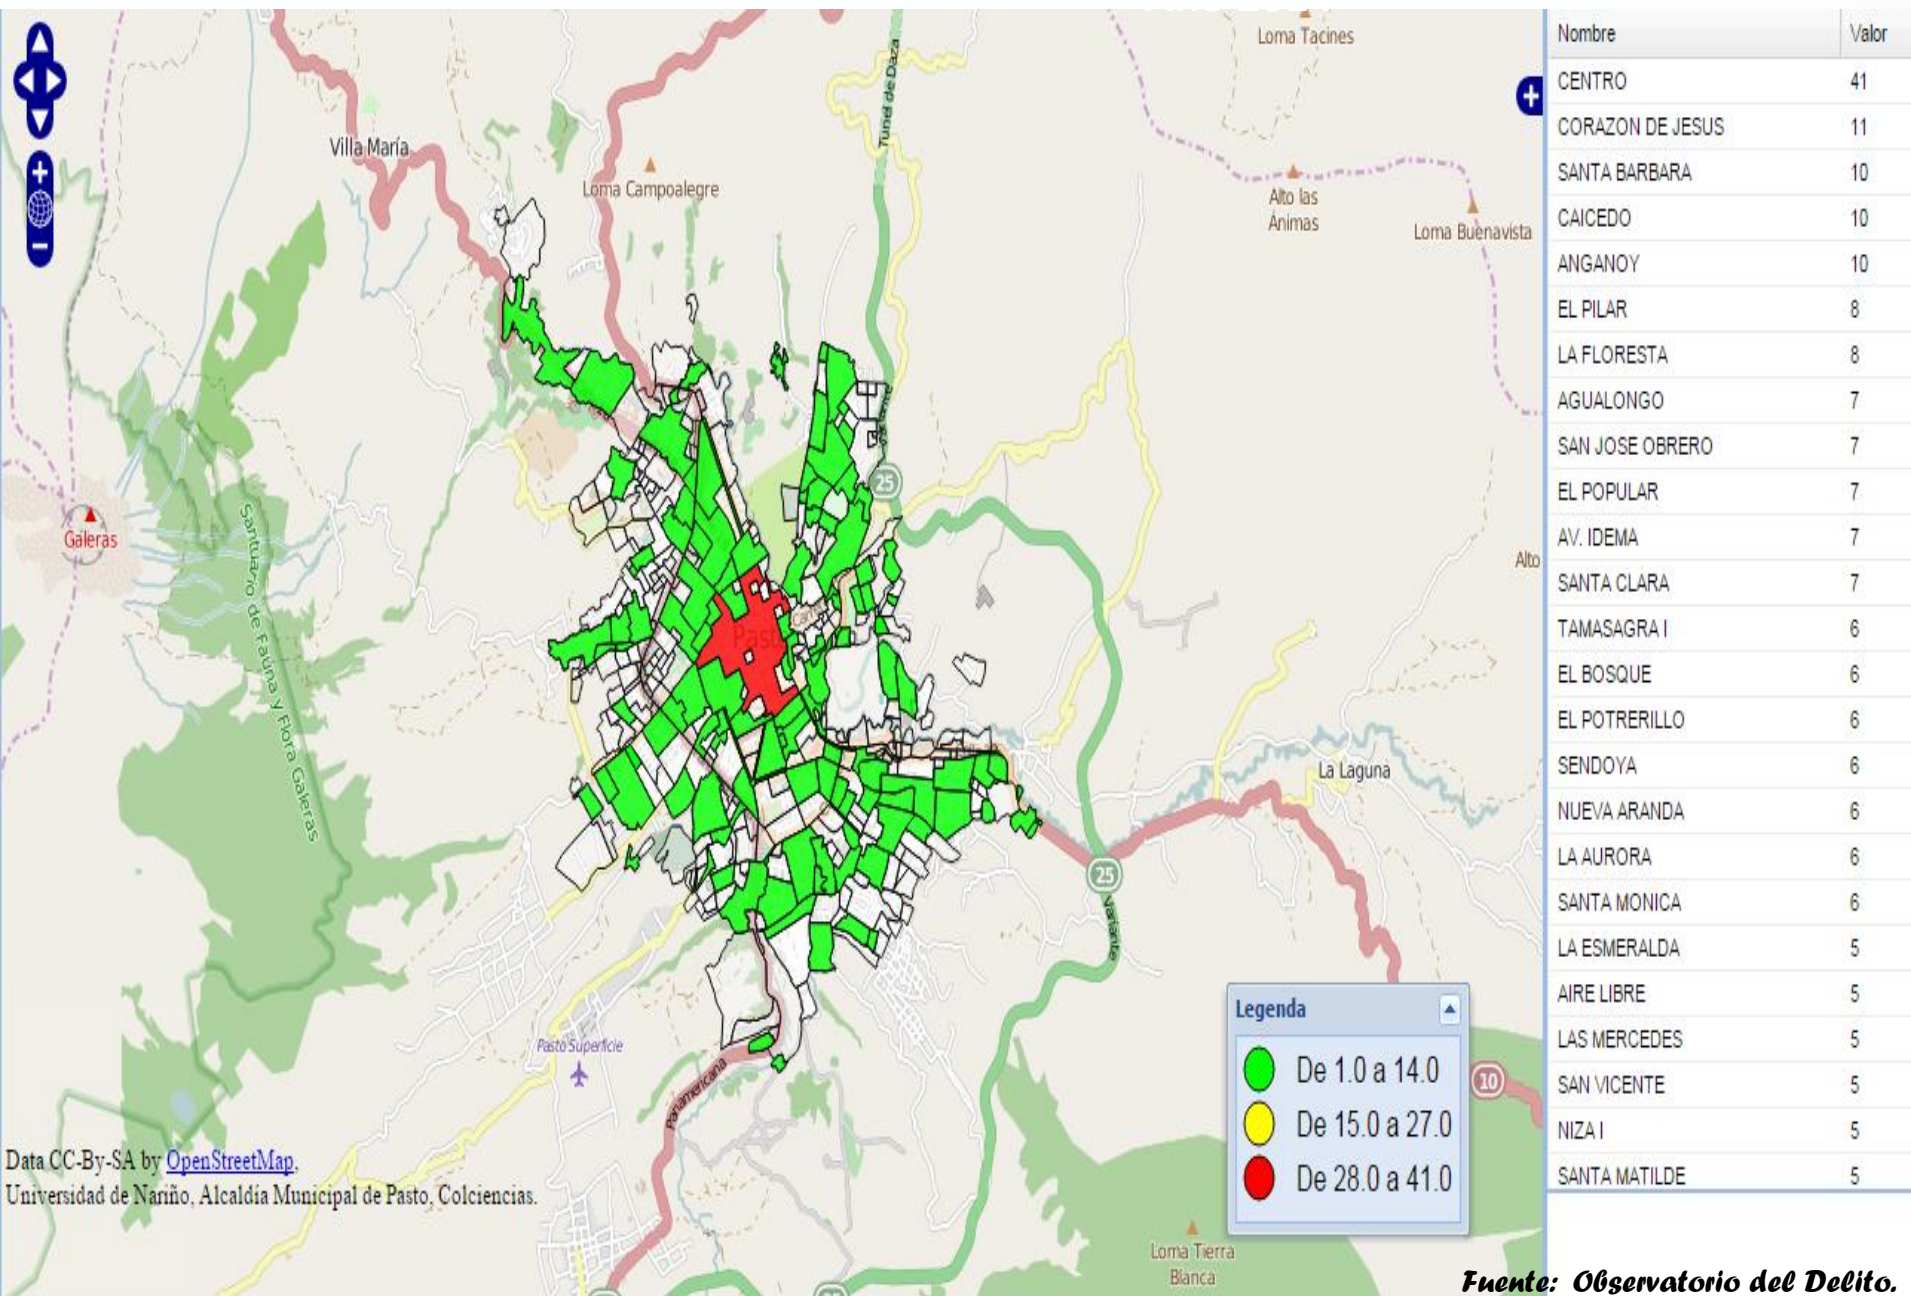 Loma Tacines
Tunel de Daza
Villa María
Loma Campoalegre
Alto las
Ánimas
Loma Buenavista
25
Galeras
Santuario de Fauna y Flora Galeras
Alto
Pasto
La Laguna
25
Variante
Pasto Superficie
Panamericana
10
Loma Tierra
Blanca
25
Legenda
De 1.0 a 14.0
De 15.0 a 27.0
De 28.0 a 41.0
Data CC-By-SA by OpenStreetMap.
Universidad de Nariño, Alcaldía Municipal de Pasto, Colciencias.
Nombre Valor
CENTRO 41
CORAZON DE JESUS 11
SANTA BARBARA 10
CAICEDO 10
ANGANOY 10
EL PILAR 8
LA FLORESTA 8
AGUALONGO 7
SAN JOSE OBRERO 7
EL POPULAR 7
AV. IDEMA 7
SANTA CLARA 7
TAMASAGRA I 6
EL BOSQUE 6
EL POTRERILLO 6
SENDOYA 6
NUEVA ARANDA 6
LA AURORA 6
SANTA MONICA 6
LA ESMERALDA 5
AIRE LIBRE 5
LAS MERCEDES 5
SAN VICENTE 5
NIZA I 5
SANTA MATILDE 5
Fuente: Observatorio del Delito.